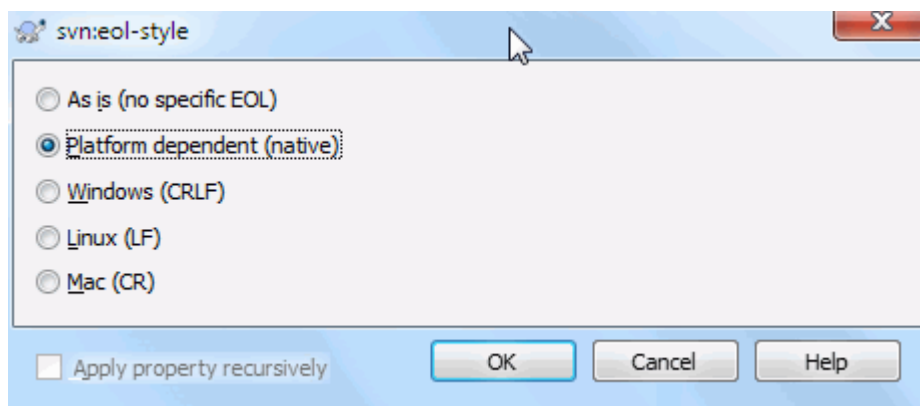 svn:eol-style
As is (no specific EOL)
Platform dependent (native)
Windows (CRLF)
Linux (LF)
Mac (CR)
Apply property recursively
OK
Cancel
Help